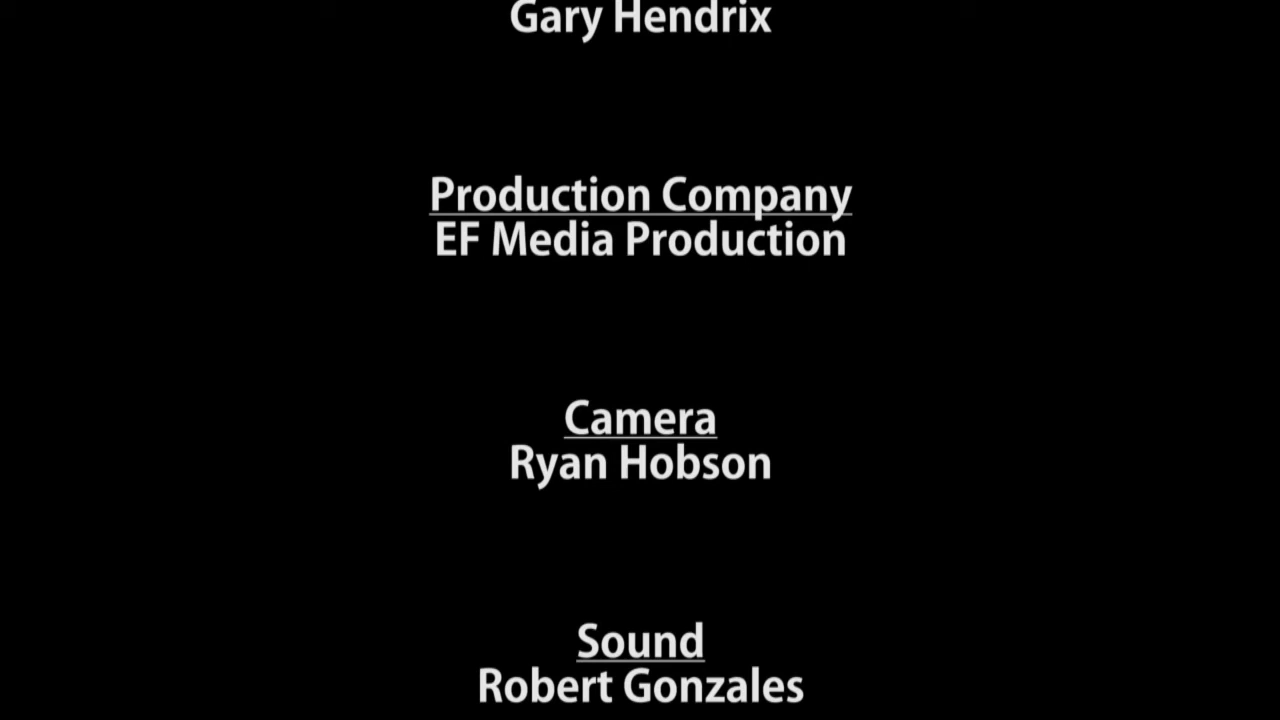 Gary Hendrix
Production Company
EF Media Production
Camera
Ryan Hobson
Sound
Robert Gonzales